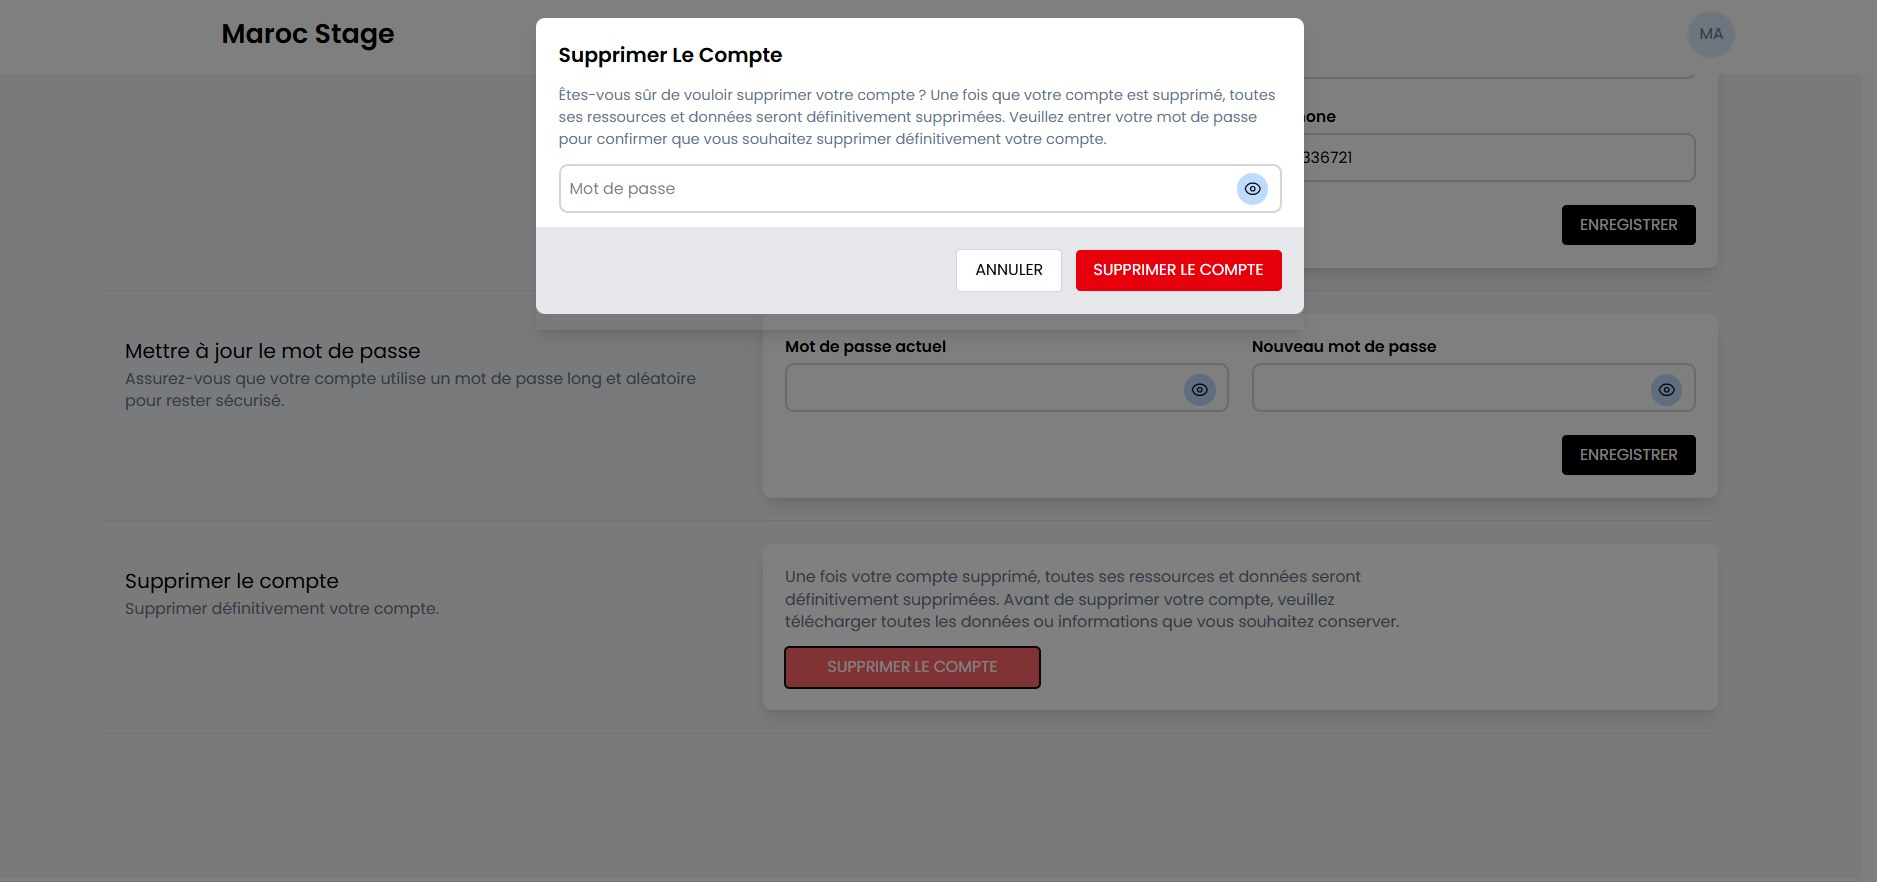 Maroc Stage
MA
Supprimer Le Compte
Êtes-vous sûr de vouloir supprimer votre compte ? Une fois que votre compte est supprimé, toutes
ses ressources et données seront définitivement supprimées. Veuillez entrer votre mot de passe
pour confirmer que vous souhaitez supprimer définitivement votre compte.
Mot de passe
ANNULER
SUPPRIMER LE COMPTE
336721
ENREGISTRER
Mettre à jour le mot de passe
Assurez-vous que votre compte utilise un mot de passe long et aléatoire
pour rester sécurisé.
Mot de passe actuel
Nouveau mot de passe
ENREGISTRER
Supprimer le compte
Supprimer définitivement votre compte.
Une fois votre compte supprimé, toutes ses ressources et données seront
définitivement supprimées. Avant de supprimer votre compte, veuillez
télécharger toutes les données ou informations que vous souhaitez conserver.
SUPPRIMER LE COMPTE